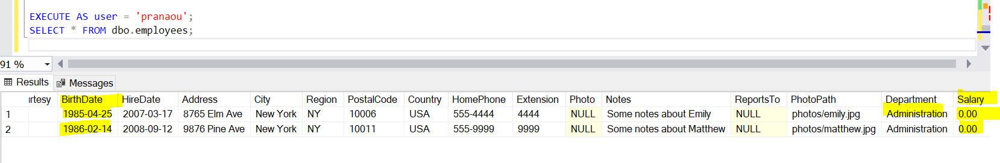 EXECUTE AS user = 'pranaou';
SELECT * FROM dbo.employees;
91 %
Results Messages
rtesy BirthDate HireDate Address City Region PostalCode Country HomePhone Extension Photo Notes ReportsTo PhotoPath Department Salary
1 1985-04-25 2007-03-17 8765 Elm Ave New York NY 10006 USA 555-4444 4444 NULL Some notes about Emily NULL photos/emily.jpg Administration 0.00
2 1986-02-14 2008-09-12 9876 Pine Ave New York NY 10011 USA 555-9999 9999 NULL Some notes about Matthew NULL photos/matthew.jpg Administration 0.00